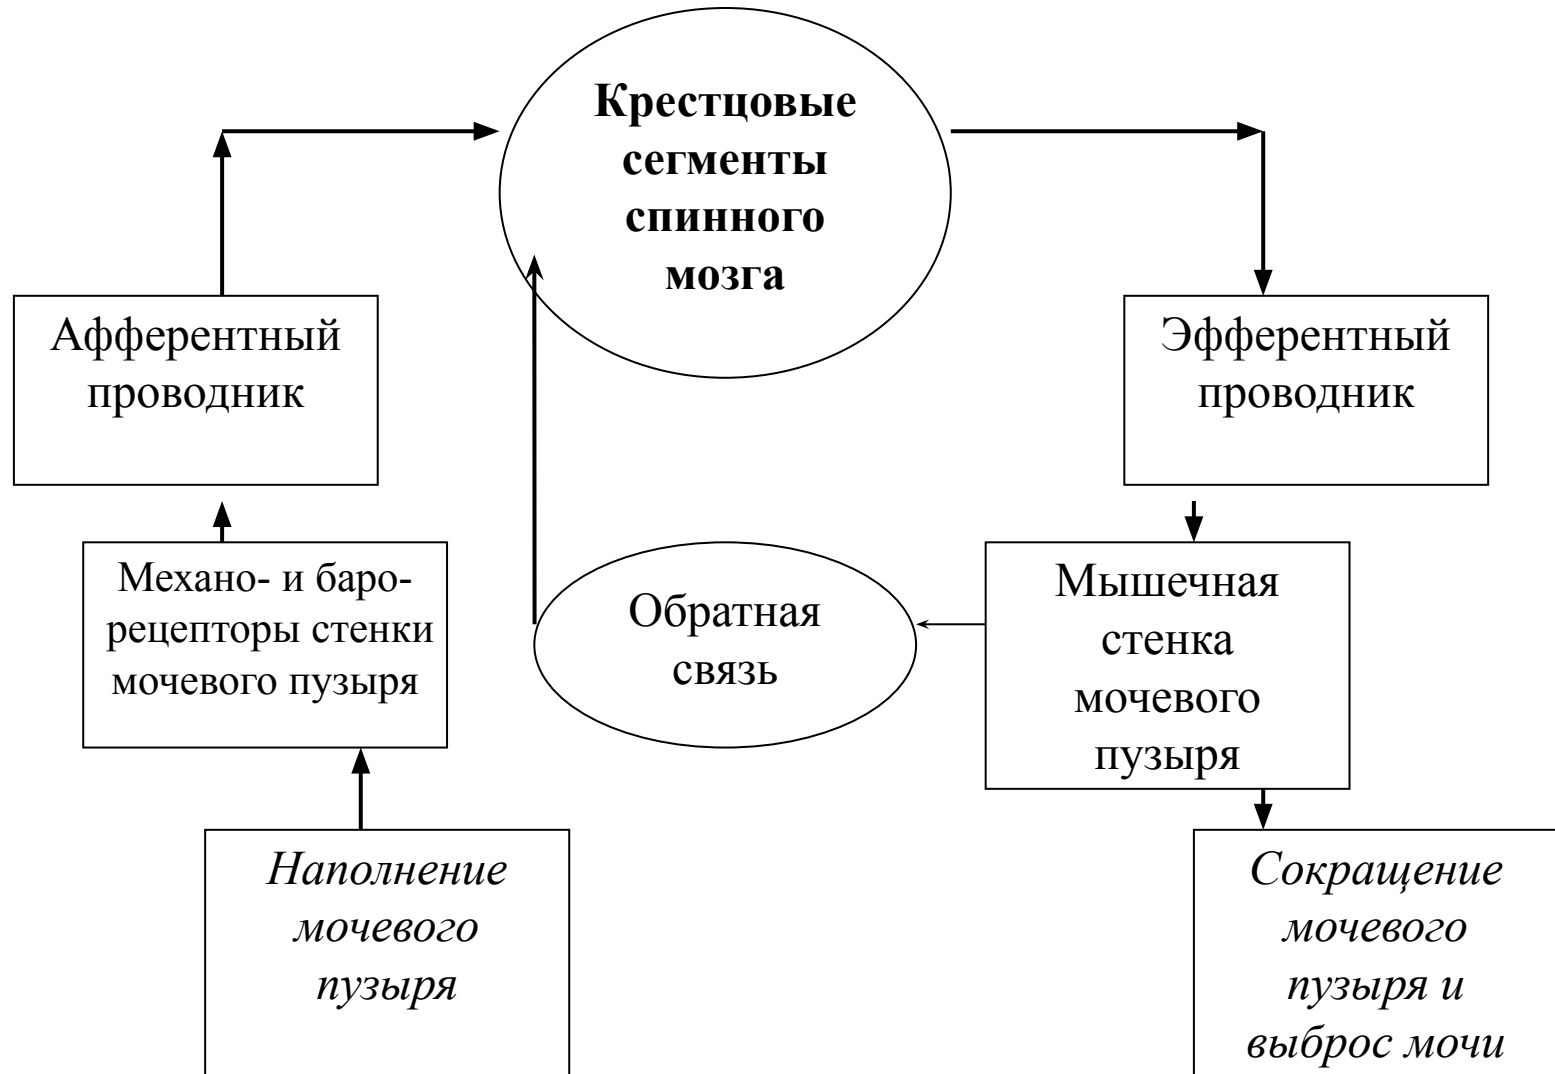 Крестцовые
сегменты
спинного
мозга
Афферентный
проводник
Эфферентный
проводник
Механо- и баро-
рецепторы стенки
мочевого пузыря
Обратная
связь
Мышечная
стенка
мочевого
пузыря
Наполнение
мочевого
пузыря
Сокращение
мочевого
пузыря и
выброс мочи